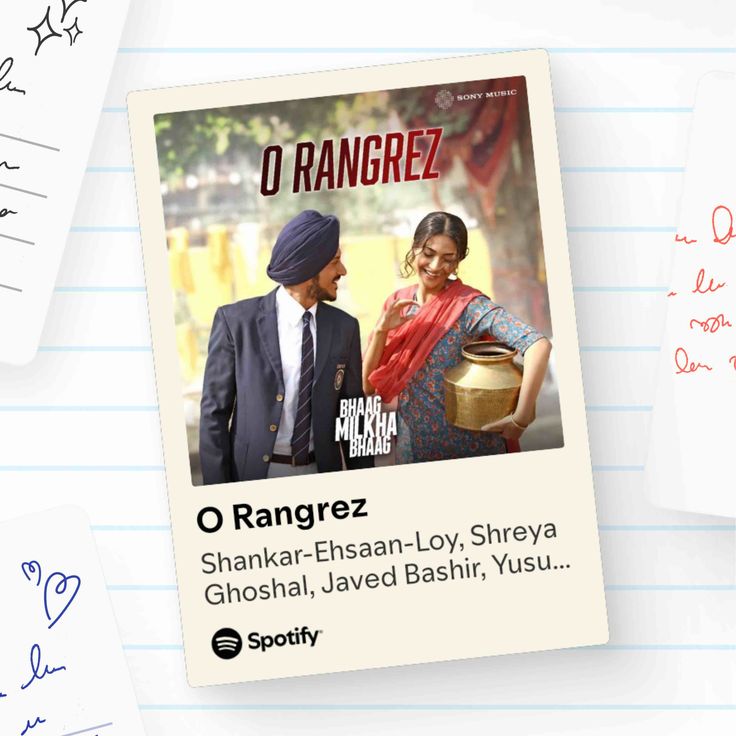 SONY MUSIC
O RANGREZ
BHAAG
MILKHA
BHAAG
O Rangrez
Shankar-Ehsaan-Loy, Shreya
Ghoshal, Javed Bashir, Yusu...
Spotify